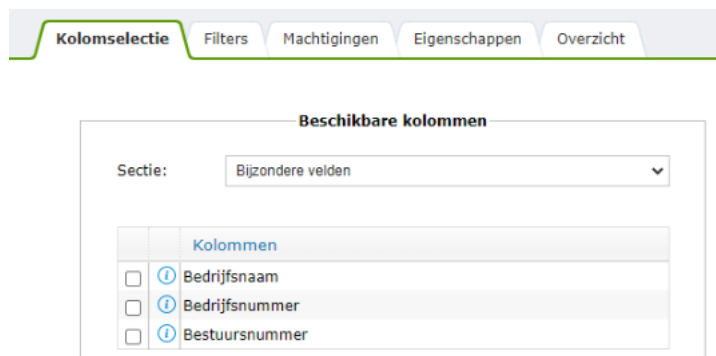 Kolomselectie Filters Machtigingen Eigenschappen Overzicht
Beschikbare kolommen
Sectie: Bijzondere velden
Kolommen
Bedrijfsnaam
Bedrijfsnummer
Bestuursnummer